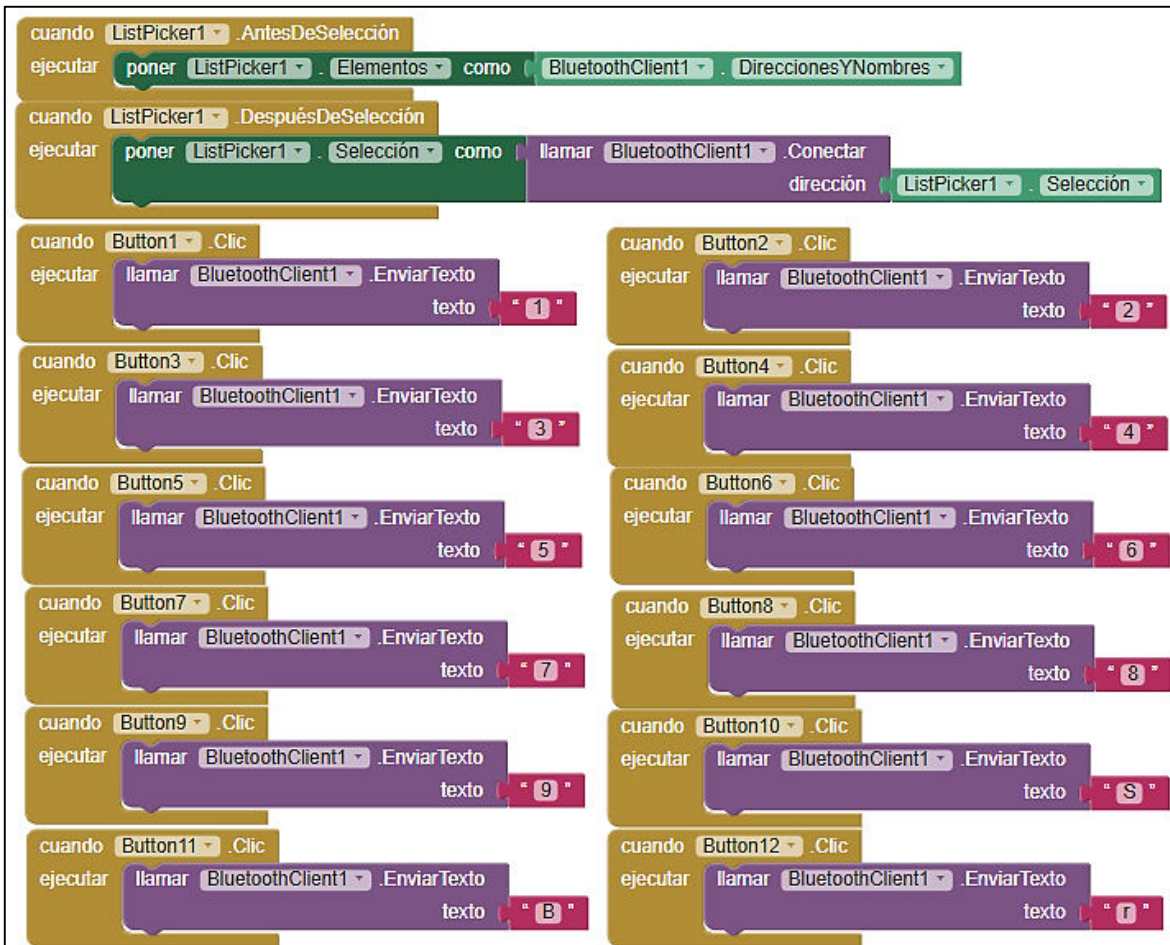 cuando ListPicker1 .AntesDeSelección
ejecutar poner ListPicker1 . Elementos como BluetoothClient1 . DireccionesYNombres
cuando ListPicker1 .DespuésDeSelección
ejecutar poner ListPicker1 . Selección como llamar BluetoothClient1 .Conectar
dirección ListPicker1 . Selección
cuando Button1 .Clic
ejecutar llamar BluetoothClient1 .EnviarTexto
texto " 1 "
cuando Button2 .Clic
ejecutar llamar BluetoothClient1 .EnviarTexto
texto " 2 "
cuando Button3 .Clic
ejecutar llamar BluetoothClient1 .EnviarTexto
texto " 3 "
cuando Button4 .Clic
ejecutar llamar BluetoothClient1 .EnviarTexto
texto " 4 "
cuando Button5 .Clic
ejecutar llamar BluetoothClient1 .EnviarTexto
texto " 5 "
cuando Button6 .Clic
ejecutar llamar BluetoothClient1 .EnviarTexto
texto " 6 "
cuando Button7 .Clic
ejecutar llamar BluetoothClient1 .EnviarTexto
texto " 7 "
cuando Button8 .Clic
ejecutar llamar BluetoothClient1 .EnviarTexto
texto " 8 "
cuando Button9 .Clic
ejecutar llamar BluetoothClient1 .EnviarTexto
texto " 9 "
cuando Button10 .Clic
ejecutar llamar BluetoothClient1 .EnviarTexto
texto " S "
cuando Button11 .Clic
ejecutar llamar BluetoothClient1 .EnviarTexto
texto " B "
cuando Button12 .Clic
ejecutar llamar BluetoothClient1 .EnviarTexto
texto " r "